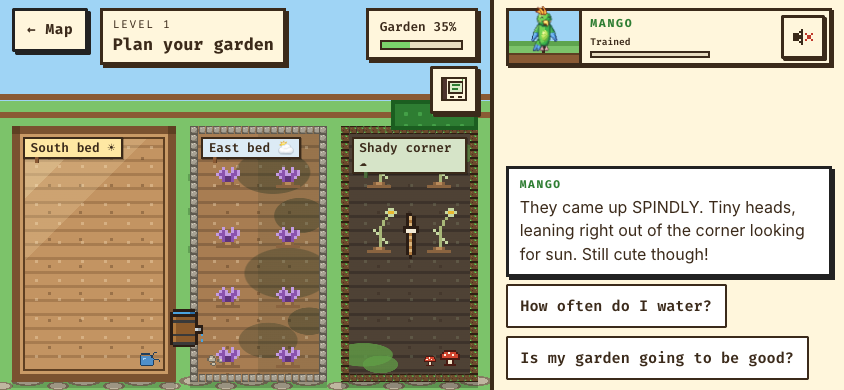 ← Map
LEVEL 1
Plan your garden
Garden 35%
South bed ☀
East bed ⛅
Shady corner
☁
MANGO
Trained
MANGO
They came up SPINDLY. Tiny heads,
leaning right out of the corner looking
for sun. Still cute though!
How often do I water?
Is my garden going to be good?